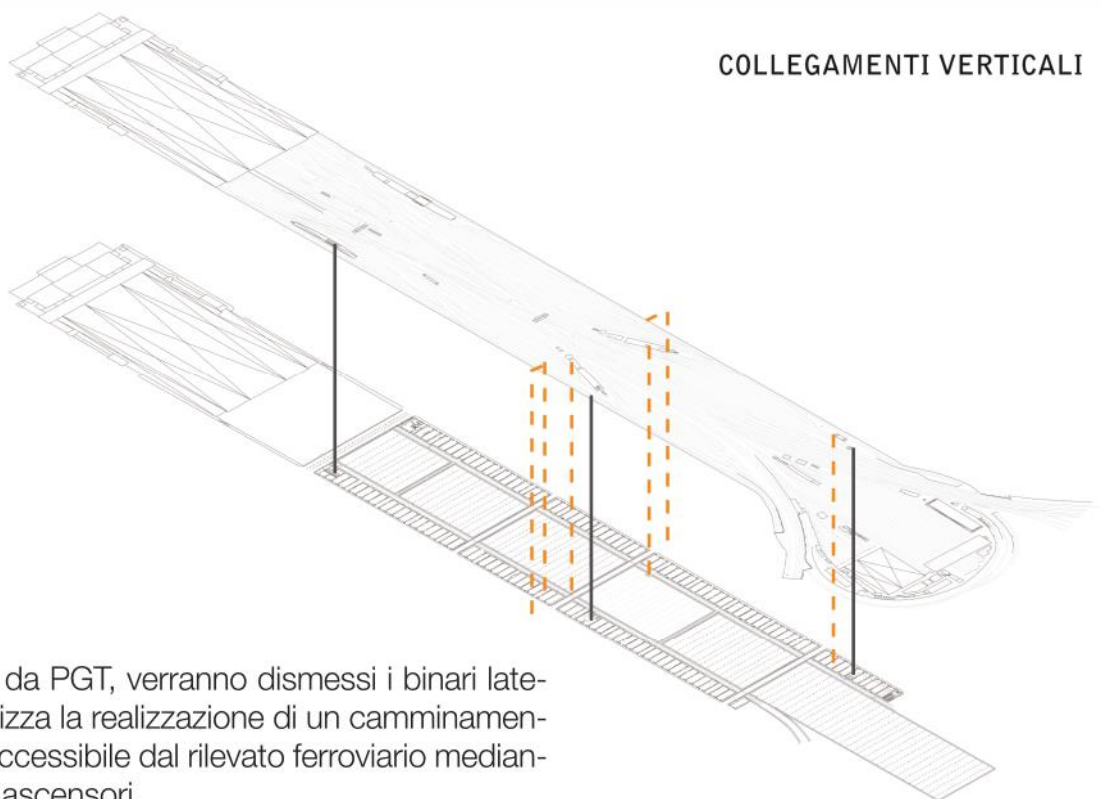 COLLEGAMENTI VERTICALI
da PGT, verranno dismessi i binari late-
izza la realizzazione di un camminamen-
ccessibile dal rilevato ferroviario median-
ascensori